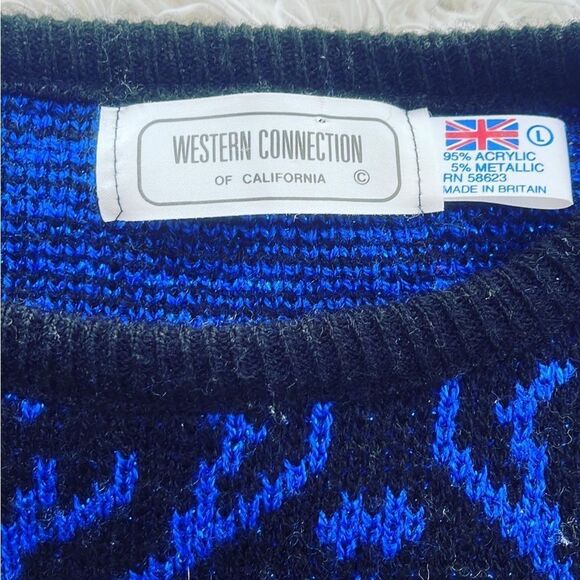 WESTERN CONNECTION
OF CALIFORNIA ©
L
95% ACRYLIC
5% METALLIC
RN 58623
MADE IN BRITAIN